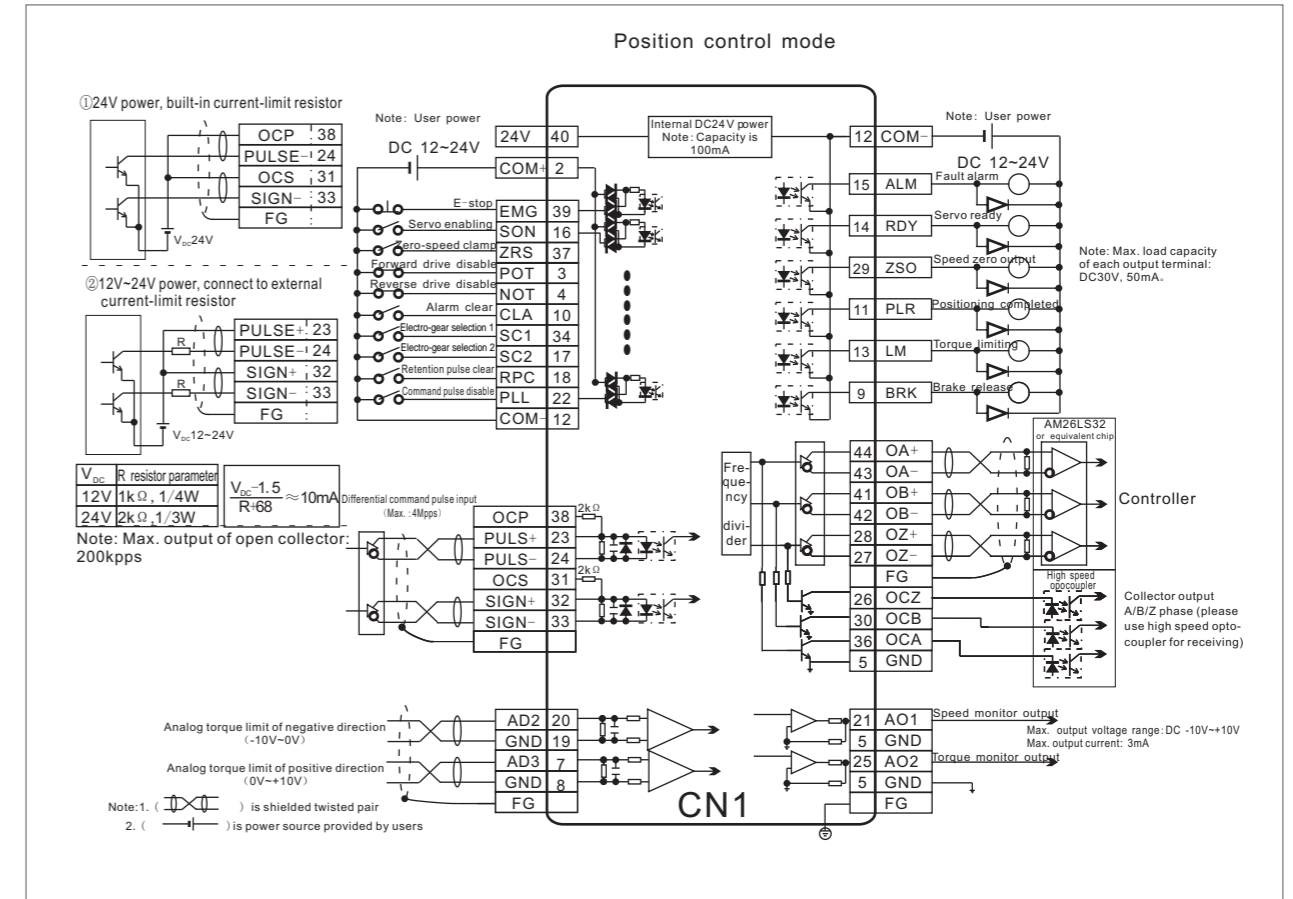 Position control mode
①24V power, built-in current-limit resistor
OCP 38
PULSE- 24
OCS 31
SIGN- 33
FG
VDC24V
②12V~24V power, connect to external
current-limit resistor
R
R
PULSE+ 23
PULSE- 24
SIGN+ 32
SIGN- 33
FG
VDC12~24V
VDC R resistor parameter
12V 1kΩ, 1/4W
24V 2kΩ,1/3W
VDC-1.5
R+68
≈10mA
Note: Max. output of open collector:
200kpps
Note: User power
DC 12~24V
24V 40
COM+ 2
E-stop EMG 39
Servo enabling SON 16
Zero-speed clamp ZRS 37
Forward drive disable POT 3
Reverse drive disable NOT 4
Alarm clear CLA 10
Electro-gear selection 1 SC1 34
Electro-gear selection 2 SC2 17
Retention pulse clear RPC 18
Command pulse disable PLL 22
COM- 12
Internal DC24V power
Note: Capacity is
100mA
Differential command pulse input
(Max. :4Mpps)
OCP 38 2kΩ
PULS+ 23
PULS- 24
OCS 31 2kΩ
SIGN+ 32
SIGN- 33
FG
Analog torque limit of negative direction
(-10V~0V)
Analog torque limit of positive direction
(0V~+10V)
AD2 20
GND 19
AD3 7
GND 8
FG
Note:1. ( ) is shielded twisted pair
2. ( ) is power source provided by users
CN1
Note: User power
12 COM-
DC 12~24V
15 ALM Fault alarm
14 RDY Servo ready
29 ZSO Speed zero output
11 PLR Positioning completed
13 LM Torque limiting
9 BRK Brake release
Note: Max. load capacity
of each output terminal:
DC30V, 50mA。
Fre-
que-
ncy
divi-
der
44 OA+
43 OA-
41 OB+
42 OB-
28 OZ+
27 OZ-
FG
26 OCZ
30 OCB
36 OCA
5 GND
AM26LS32
or equivalent chip
Controller
High speed
opocoupler
Collector output
A/B/Z phase (please
use high speed opto-
coupler for receiving)
21 AO1 Speed monitor output
5 GND
25 AO2 Torque monitor output
5 GND
FG
Max. output voltage range: DC -10V~+10V
Max. output current: 3mA